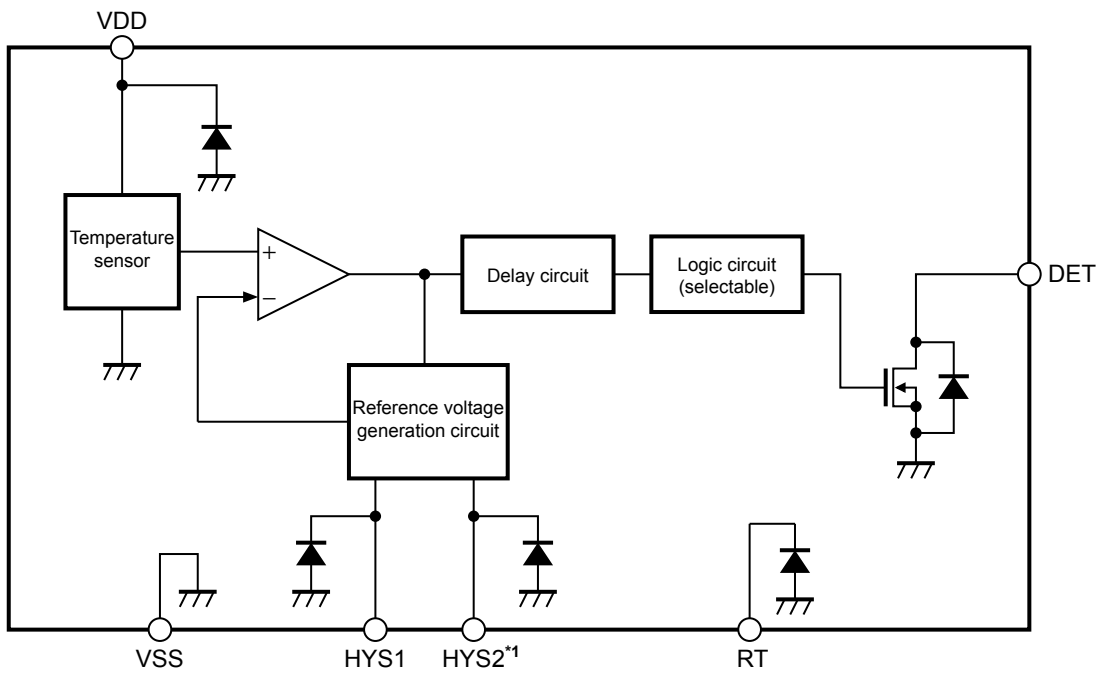 VDD
Temperature
sensor
+
−
Delay circuit
Logic circuit
(selectable)
DET
Reference voltage
generation circuit
VSS
HYS1
HYS2*1
RT